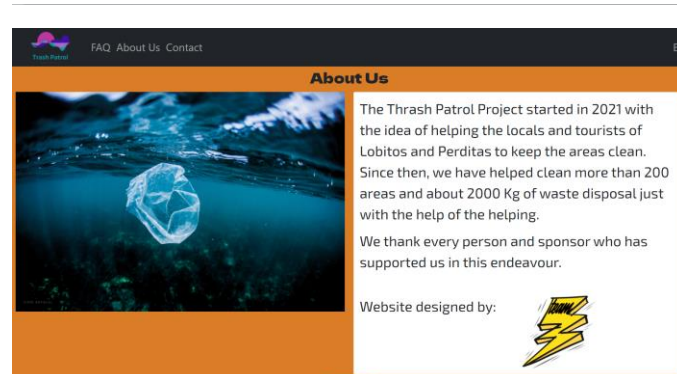 Trash Patrol
FAQ About Us Contact
About Us
The Thrash Patrol Project started in 2021 with
the idea of helping the locals and tourists of
Lobitos and Perditas to keep the areas clean.
Since then, we have helped clean more than 200
areas and about 2000 Kg of waste disposal just
with the help of the helping.
We thank every person and sponsor who has
supported us in this endeavour.
Website designed by:
Team